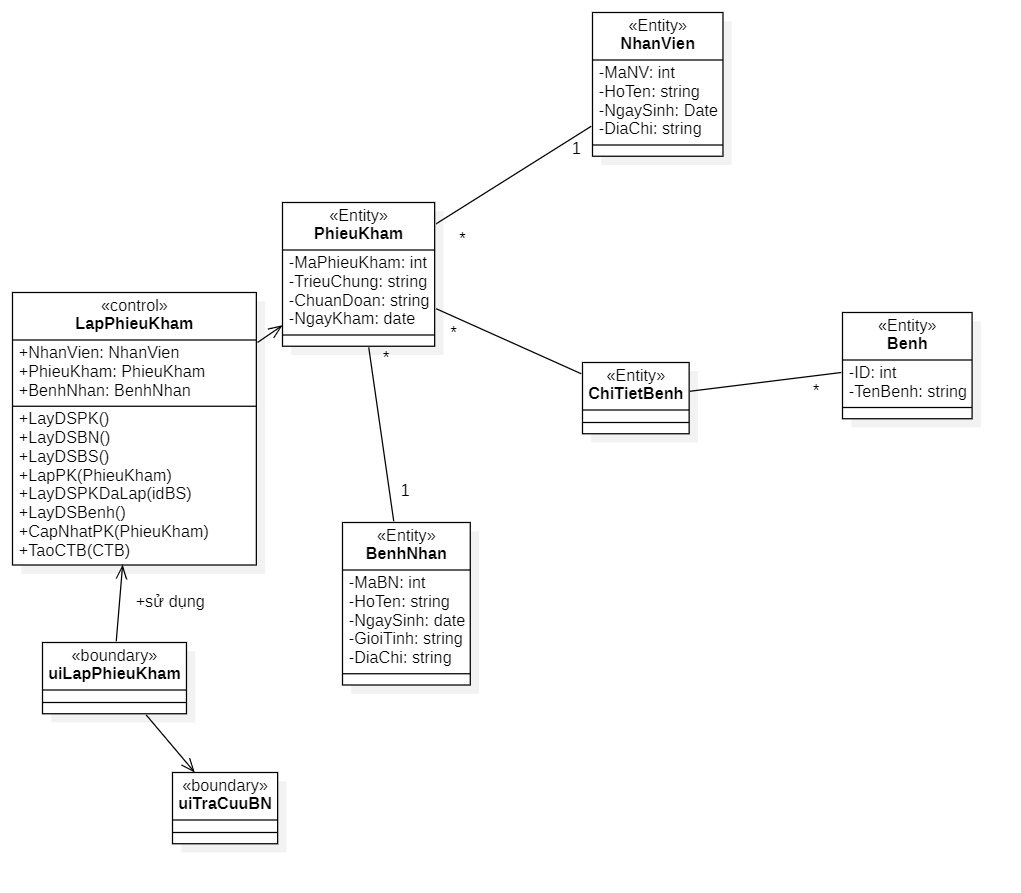 «Entity»
NhanVien
-MaNV: int
-HoTen: string
-NgaySinh: Date
-DiaChi: string
1
*
«Entity»
PhieuKham
-MaPhieuKham: int
-TrieuChung: string
-ChuanDoan: string
-NgayKham: date
*
*
«control»
LapPhieuKham
+NhanVien: NhanVien
+PhieuKham: PhieuKham
+BenhNhan: BenhNhan
+LayDSPK()
+LayDSBN()
+LayDSBS()
+LapPK(PhieuKham)
+LayDSPKDaLap(idBS)
+LayDSBenh()
+CapNhatPK(PhieuKham)
+TaoCTB(CTB)
«Entity»
ChiTietBenh
«Entity»
Benh
-ID: int
-TenBenh: string
*
1
«Entity»
BenhNhan
-MaBN: int
-HoTen: string
-NgaySinh: date
-GioiTinh: string
-DiaChi: string
+sử dụng
«boundary»
uiLapPhieuKham
«boundary»
uiTraCuuBN